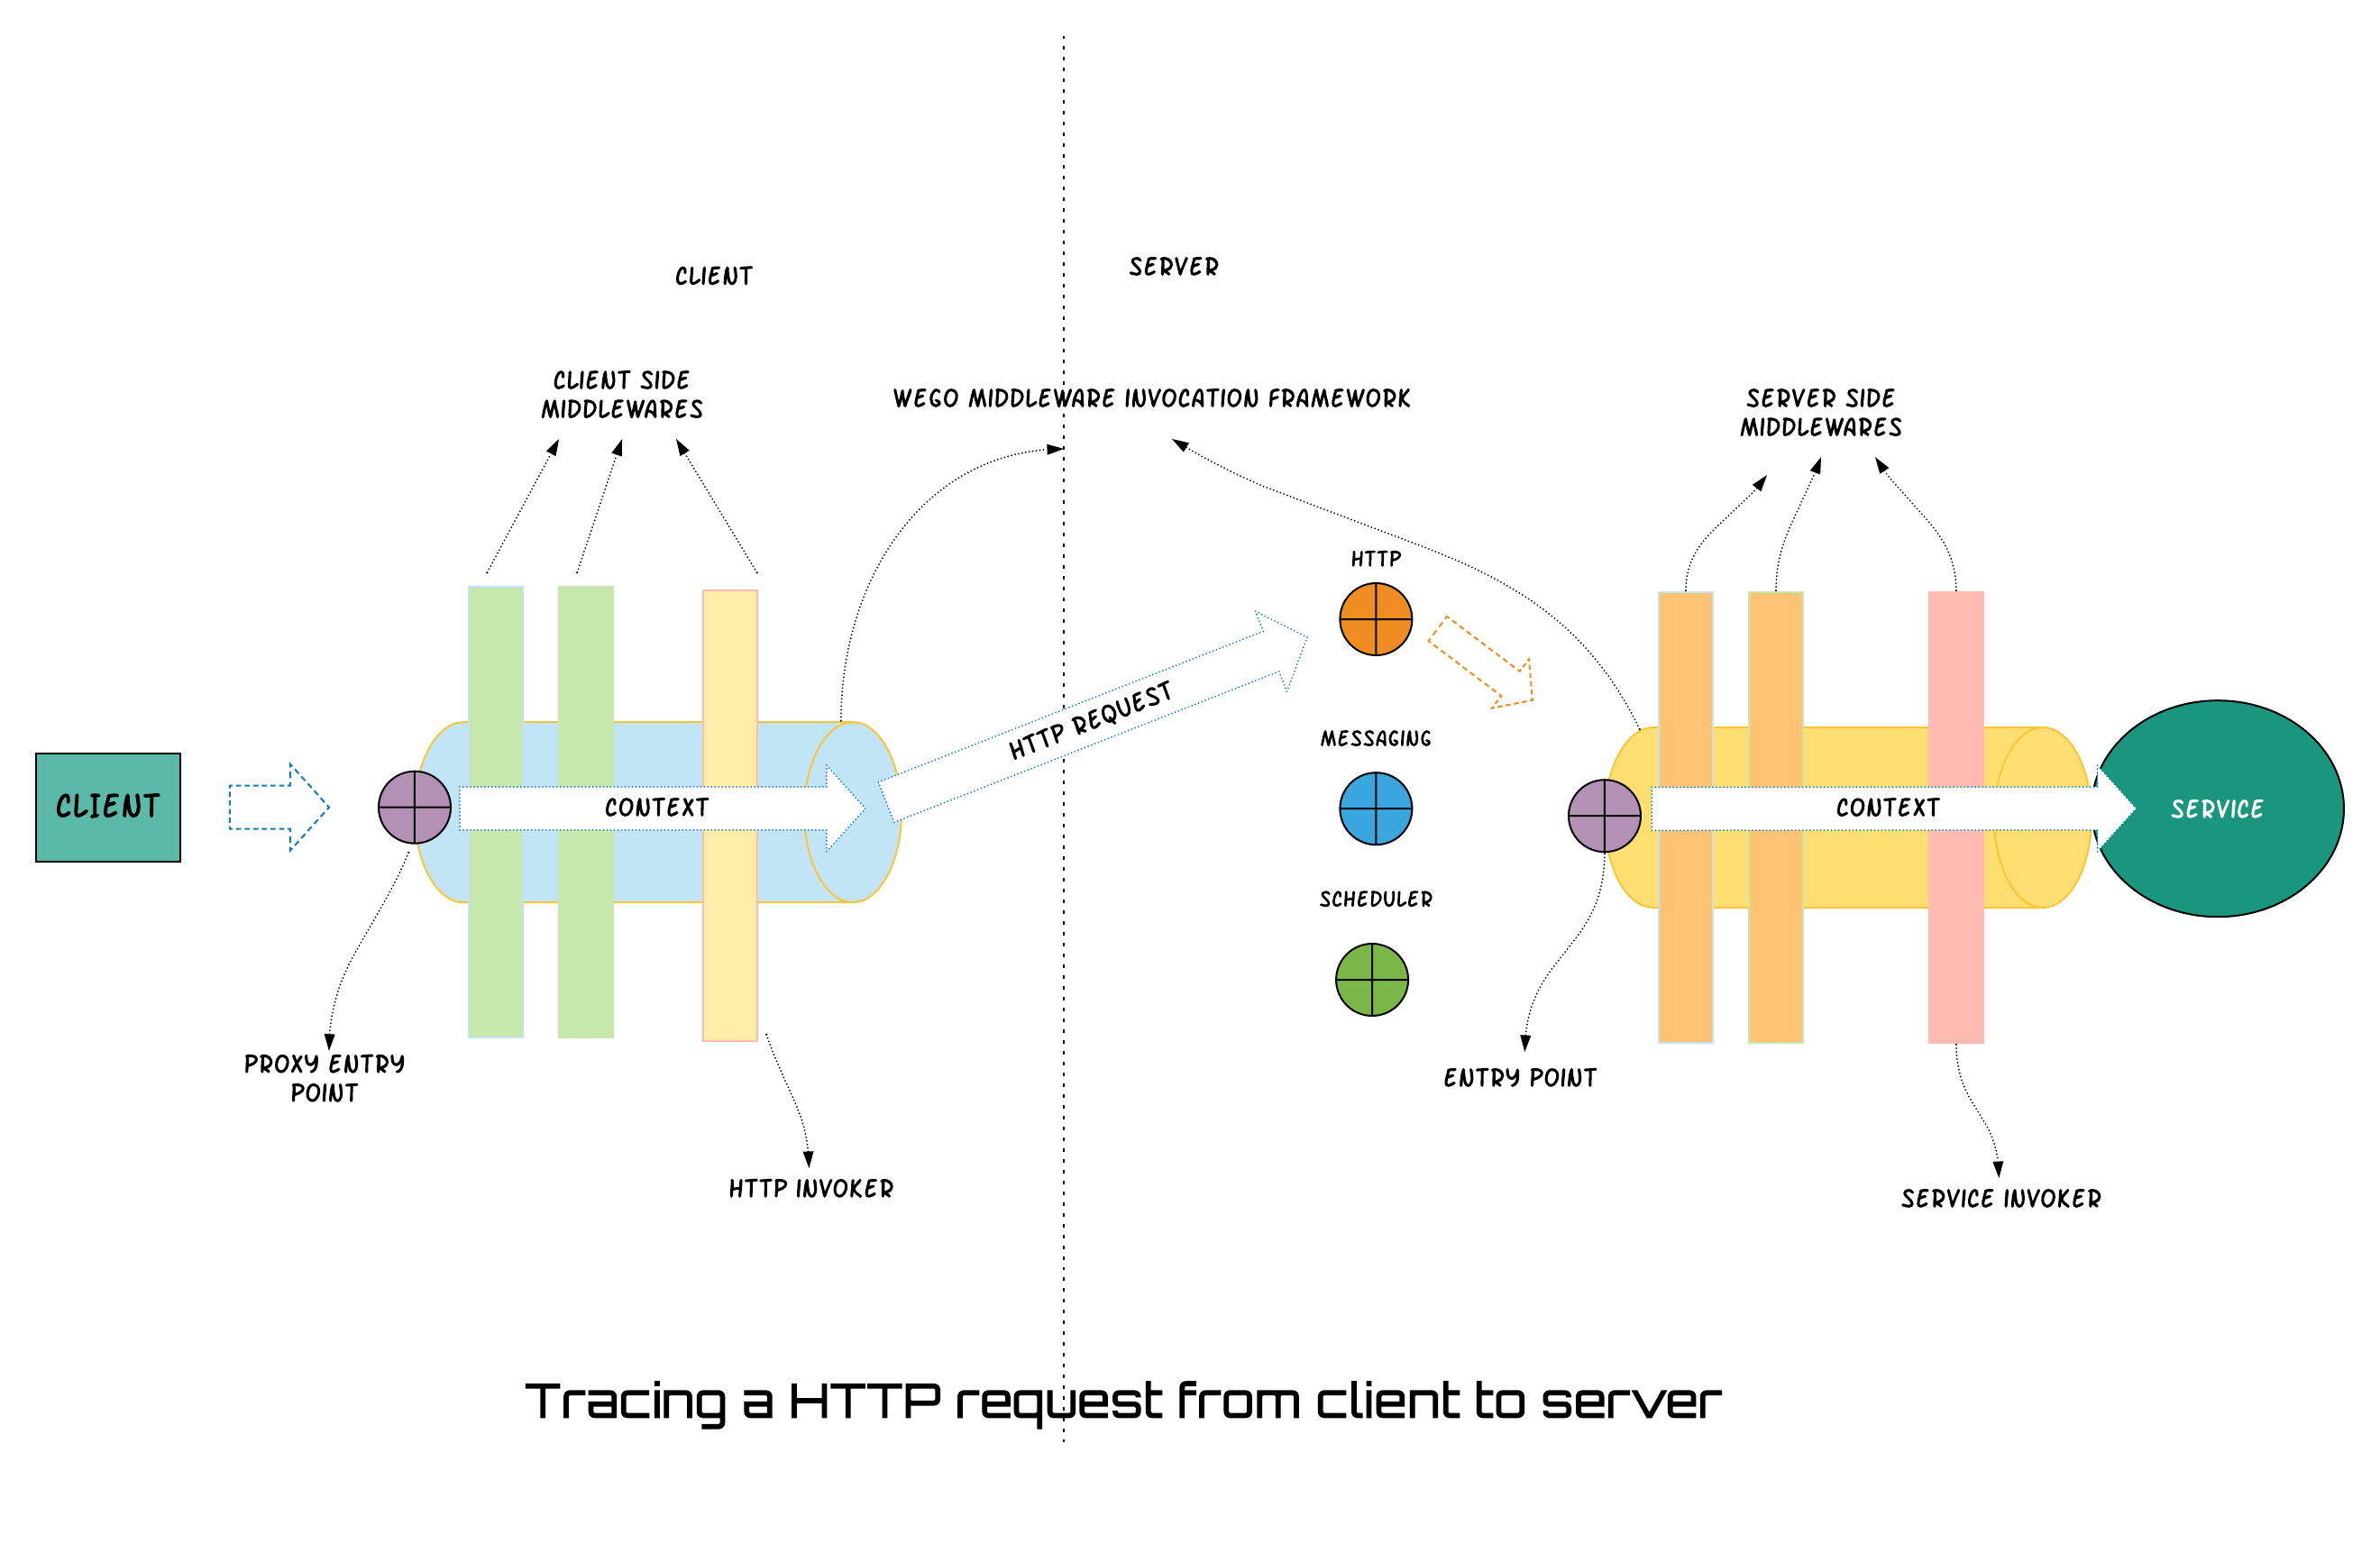 CLIENT
SERVER
CLIENT SIDE
MIDDLEWARES
WEGO MIDDLEWARE INVOCATION FRAMEWORK
SERVER SIDE
MIDDLEWARES
HTTP
HTTP REQUEST
MESSAGING
CLIENT
CONTEXT
CONTEXT
SERVICE
SCHEDULER
PROXY ENTRY
POINT
ENTRY POINT
HTTP INVOKER
SERVICE INVOKER
Tracing a HTTP request from client to server